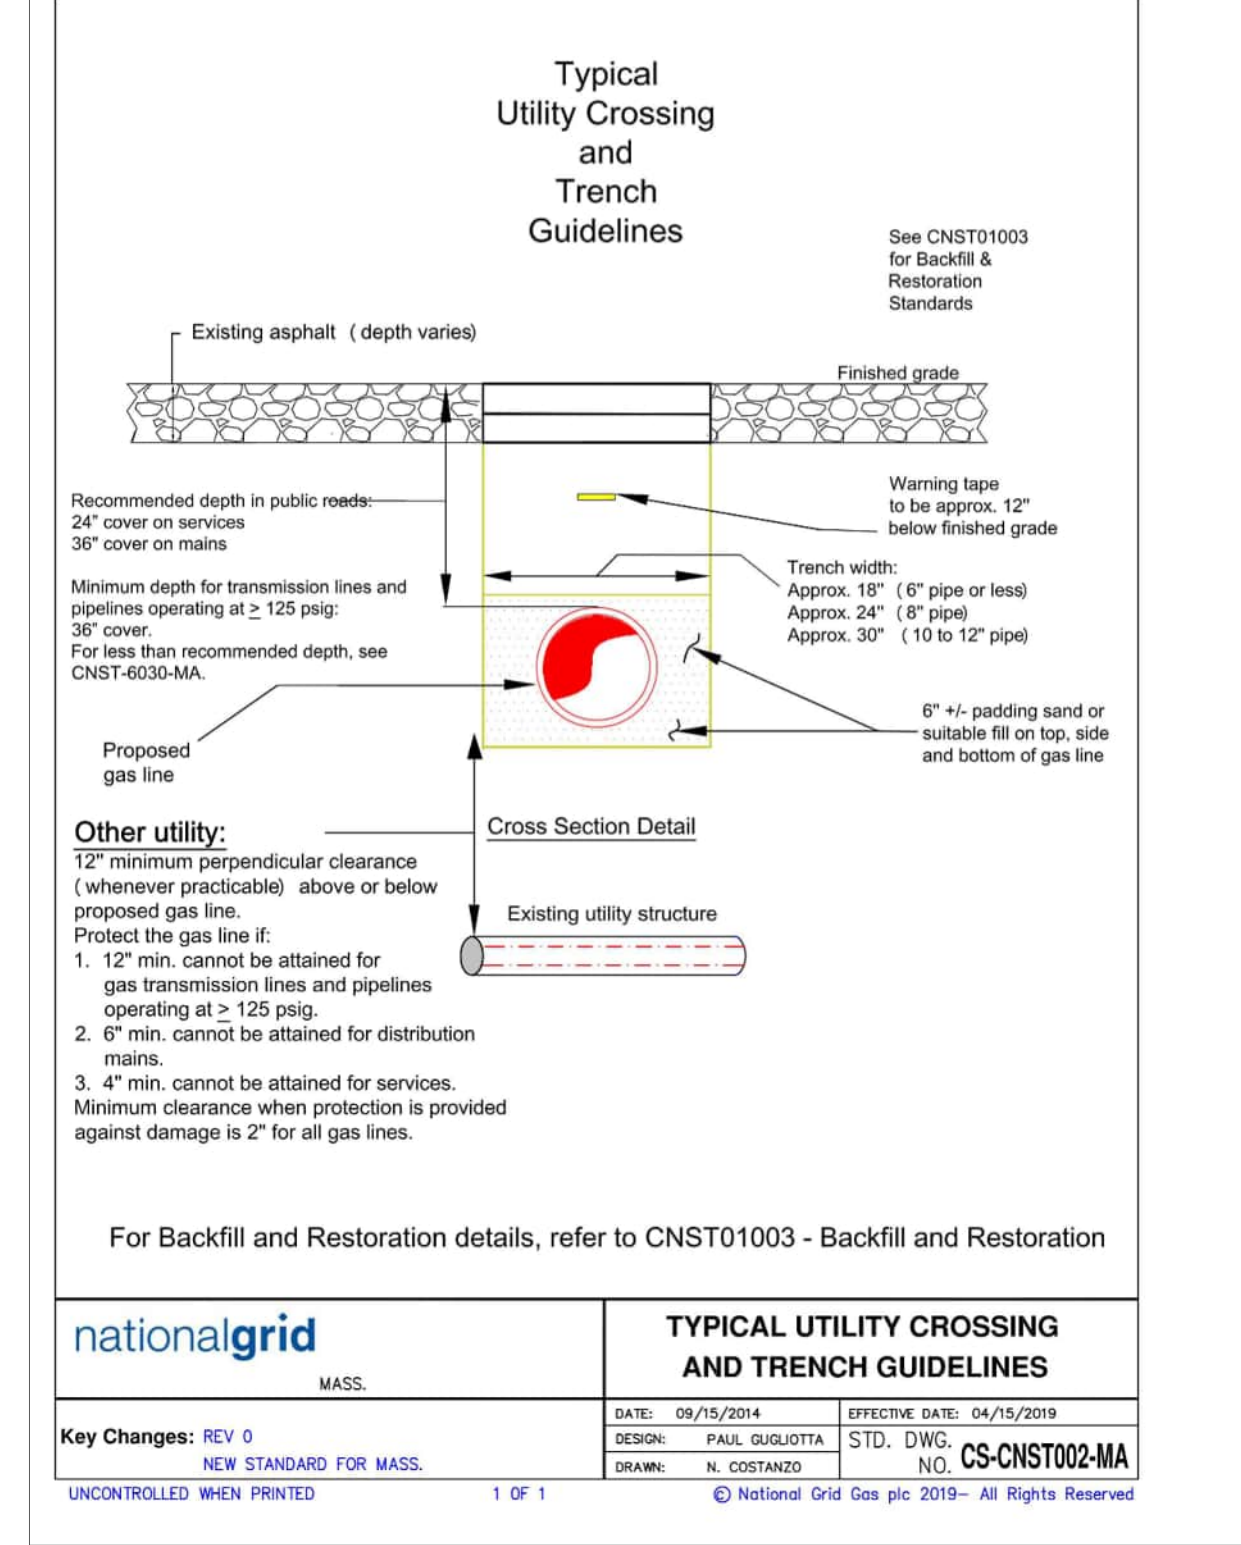 Typical
Utility Crossing
and
Trench
Guidelines
See CNST01003
for Backfill &
Restoration
Standards
Existing asphalt ( depth varies)
Finished grade
Recommended depth in public roads:
24" cover on services
36" cover on mains
Warning tape
to be approx. 12"
below finished grade
Minimum depth for transmission lines and
pipelines operating at ≥ 125 psig:
36" cover.
For less than recommended depth, see
CNST-6030-MA.
Trench width:
Approx. 18" ( 6" pipe or less)
Approx. 24" ( 8" pipe)
Approx. 30" ( 10 to 12" pipe)
6" +/- padding sand or
suitable fill on top, side
and bottom of gas line
Proposed
gas line
Other utility:
12" minimum perpendicular clearance
( whenever practicable) above or below
proposed gas line.
Protect the gas line if:
1. 12" min. cannot be attained for
gas transmission lines and pipelines
operating at ≥ 125 psig.
2. 6" min. cannot be attained for distribution
mains.
3. 4" min. cannot be attained for services.
Minimum clearance when protection is provided
against damage is 2" for all gas lines.
Cross Section Detail
Existing utility structure
For Backfill and Restoration details, refer to CNST01003 - Backfill and Restoration
nationalgrid
MASS.
TYPICAL UTILITY CROSSING
AND TRENCH GUIDELINES
Key Changes: REV 0
NEW STANDARD FOR MASS.
DATE: 09/15/2014
EFFECTIVE DATE: 04/15/2019
DESIGN: PAUL GUGLIOTTA
DRAWN: N. COSTANZO
STD. DWG.
NO. CS-CNST002-MA
UNCONTROLLED WHEN PRINTED
1 OF 1
© National Grid Gas plc 2019– All Rights Reserved